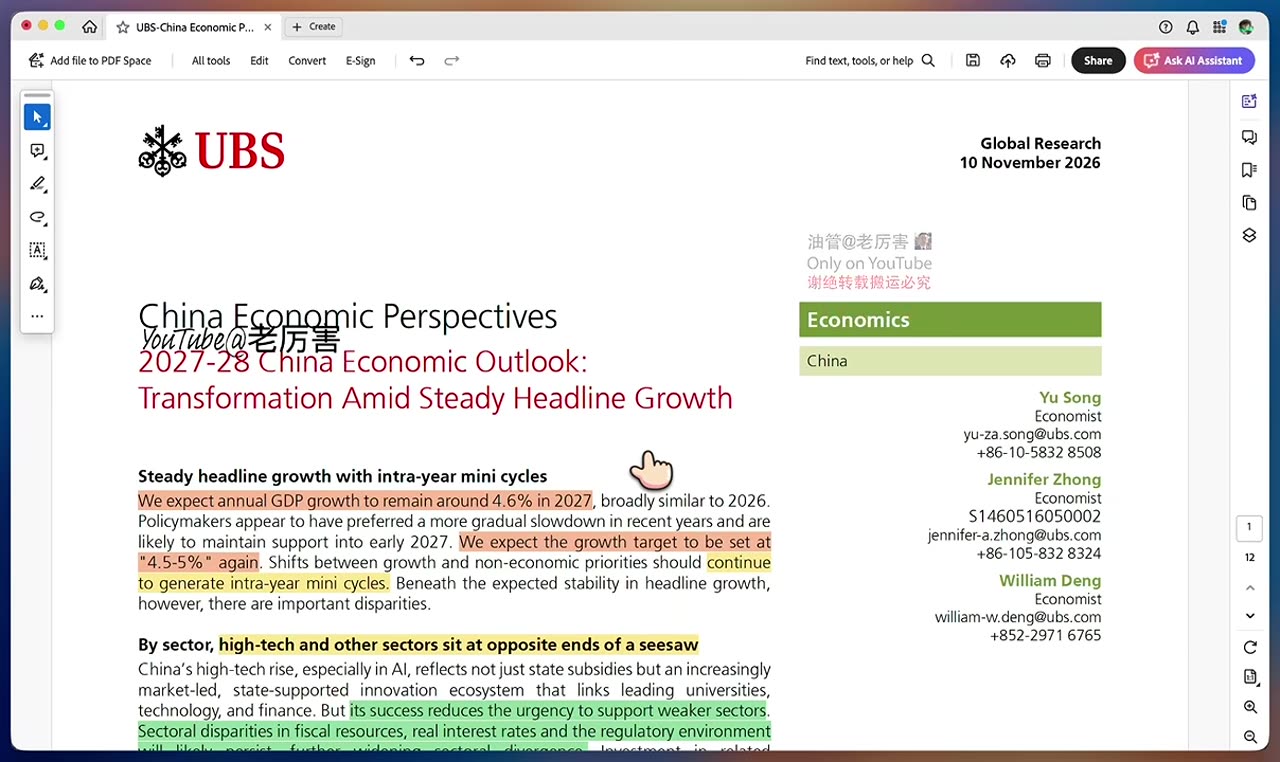 UBS-China Economic P...
Create
Add file to PDF Space
All tools
Edit
Convert
E-Sign
Find text, tools, or help
Share
Ask AI Assistant
UBS
Global Research
10 November 2026
油管@老厉害
Only on YouTube
谢绝转载搬运必究
China Economic Perspectives
YouTube@老厉害
2027-28 China Economic Outlook:
Transformation Amid Steady Headline Growth
Economics
China
Yu Song
Economist
yu-za.song@ubs.com
+86-10-5832 8508
Jennifer Zhong
Economist
S1460516050002
jennifer-a.zhong@ubs.com
+86-105-832 8324
William Deng
Economist
william-w.deng@ubs.com
+852-2971 6765
Steady headline growth with intra-year mini cycles
We expect annual GDP growth to remain around 4.6% in 2027, broadly similar to 2026.
Policymakers appear to have preferred a more gradual slowdown in recent years and are
likely to maintain support into early 2027. We expect the growth target to be set at
"4.5-5%" again. Shifts between growth and non-economic priorities should continue
to generate intra-year mini cycles. Beneath the expected stability in headline growth,
however, there are important disparities.
By sector, high-tech and other sectors sit at opposite ends of a seesaw
China's high-tech rise, especially in AI, reflects not just state subsidies but an increasingly
market-led, state-supported innovation ecosystem that links leading universities,
technology, and finance. But its success reduces the urgency to support weaker sectors.
Sectoral disparities in fiscal resources, real interest rates and the regulatory environment
will likely persist, further widening sectoral divergence. Investment in related
1
12